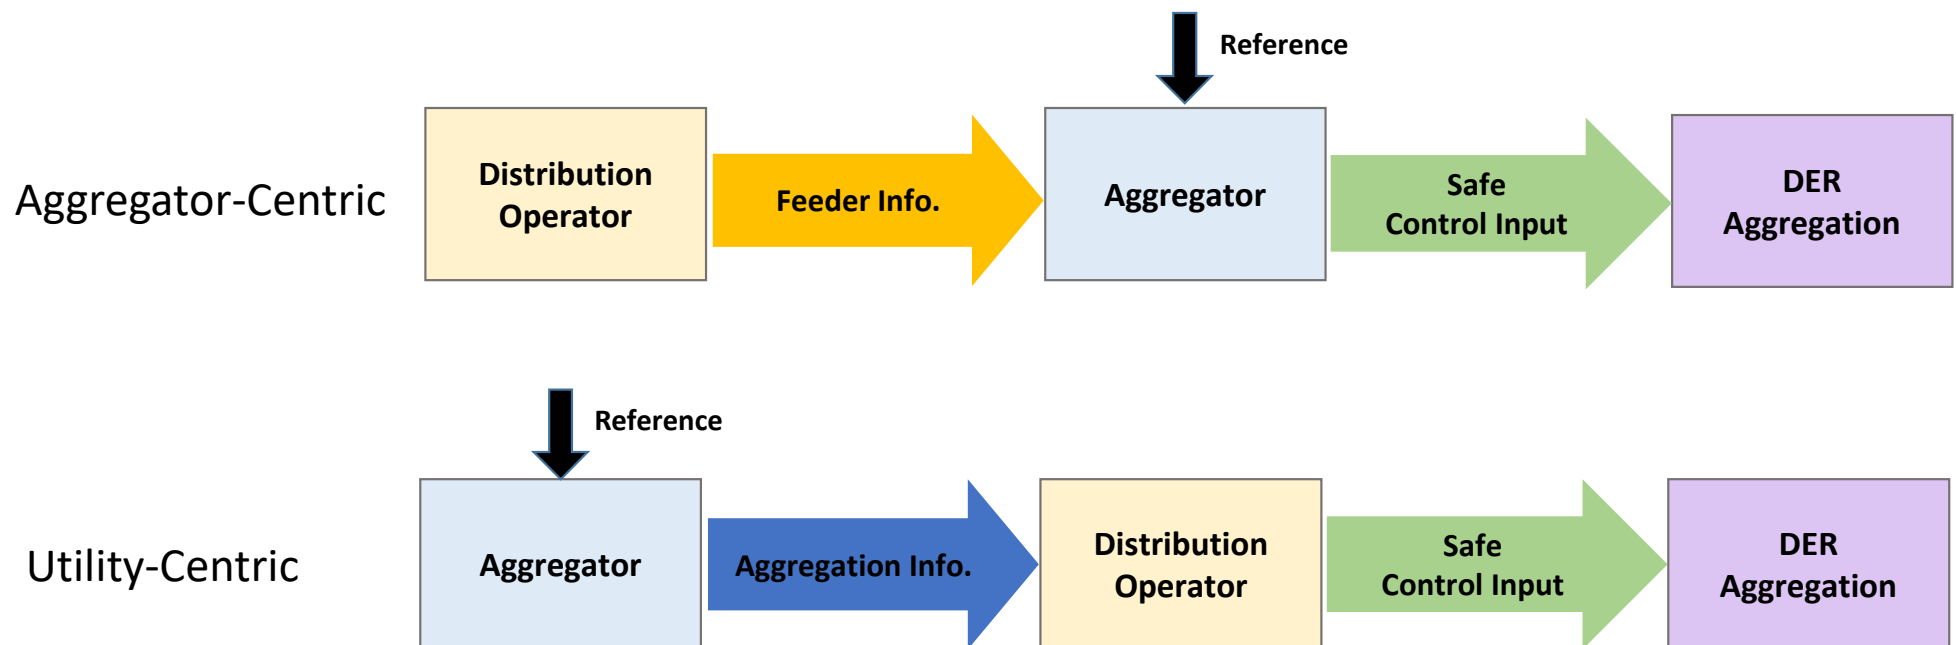 Reference
Aggregator-Centric
Distribution
Operator
Feeder Info.
Aggregator
Safe
Control Input
DER
Aggregation
Reference
Utility-Centric
Aggregator
Aggregation Info.
Distribution
Operator
Safe
Control Input
DER
Aggregation